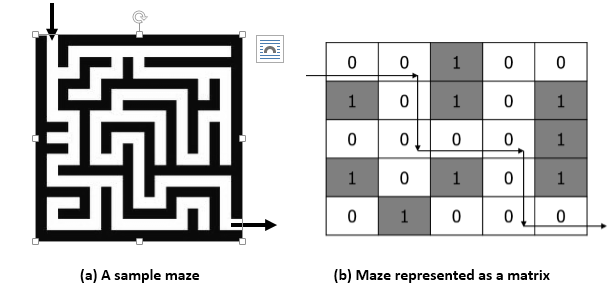 0 0 1 0 0
1 0 1 0 1
0 0 0 0 1
1 0 1 0 1
0 1 0 0 0
(a) A sample maze
(b) Maze represented as a matrix